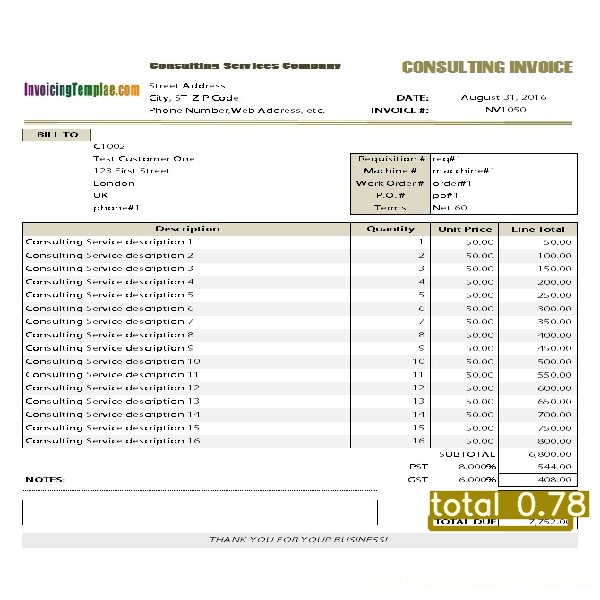 Consulting Services Company
CONSULTING INVOICE
InvoicingTemplae.com
Street Address
City, ST ZIP Code
DATE: August 31, 2016
Phone Number,Web Address, etc.
INVOICE #: NV1050
BILL TO
C1002
Test Customer One
Requisition # req#1
123 First Street
Machine # macchine#1
London
Work Order# order#1
UK
P.O. # po#1
phone#1
Terms Net 60
Description Quantity Unit Price Line Total
Consulting Service description 1 1 50.00 50.00
Consulting Service description 2 2 50.00 100.00
Consulting Service description 3 3 50.00 150.00
Consulting Service description 4 4 50.00 200.00
Consulting Service description 5 5 50.00 250.00
Consulting Service description 6 6 50.00 300.00
Consulting Service description 7 7 50.00 350.00
Consulting Service description 8 8 50.00 400.00
Consulting Service description 9 9 50.00 450.00
Consulting Service description 10 10 50.00 500.00
Consulting Service description 11 11 50.00 550.00
Consulting Service description 12 12 50.00 600.00
Consulting Service description 13 13 50.00 650.00
Consulting Service description 14 14 50.00 700.00
Consulting Service description 15 15 50.00 750.00
Consulting Service description 16 16 50.00 800.00
SUBTOTAL 6,800.00
PST 8.000% 544.00
NOTES:
GST 6.000% 408.00
total 0.78
TOTAL DUE 7,752.00
THANK YOU FOR YOUR BUSINESS!